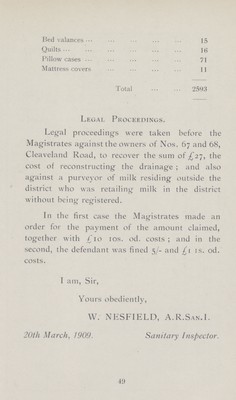 Bed valances ... ... ... ... ... 15
Quilts ... ... ... ... ... ... 16
Pillow cases ... ... ... ... ... 71
Mattress covers ... ... ... ... 11
Total ... ... 2593
LEGAL PROCEEDINGS.
Legal proceedings were taken before the
Magistrates against the owners of Nos. 67 and 68,
Cleaveland Road, to recover the sum of £27, the
cost of reconstructing the drainage ; and also
against a purveyor of milk residing outside the
district who was retailing milk in the district
without being registered.
In the first case the Magistrates made an
order for the payment of the amount claimed,
together with £10 10s. od. costs ; and in the
second, the defendant was fined 5/- and £1 1s. od.
costs.
I am, Sir,
Yours obediently,
W. NESFIELD, A.R.SAN.I.
20th March, 1909. Sanitary Inspector.
49